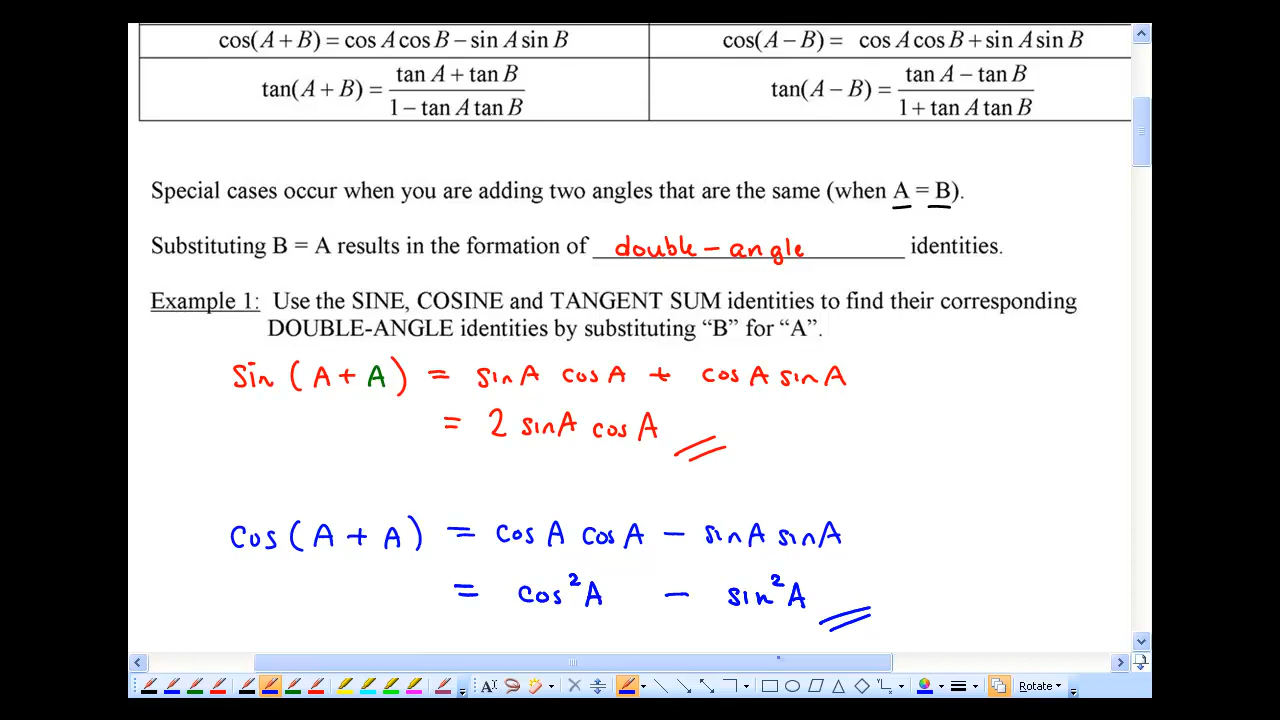 cos(A + B) = cos A cos B − sin A sin B
cos(A − B) = cos A cos B + sin A sin B
tan(A + B) = (tan A + tan B) / (1 − tan A tan B)
tan(A − B) = (tan A − tan B) / (1 + tan A tan B)
Special cases occur when you are adding two angles that are the same (when A = B).
Substituting B = A results in the formation of double-angle identities.
Example 1: Use the SINE, COSINE and TANGENT SUM identities to find their corresponding
DOUBLE-ANGLE identities by substituting “B” for “A”.
sin (A + A) = sinA cosA + cosA sinA
= 2 sinA cosA
cos (A + A) = cosA cosA − sinA sinA
= cos²A − sin²A
Rotate